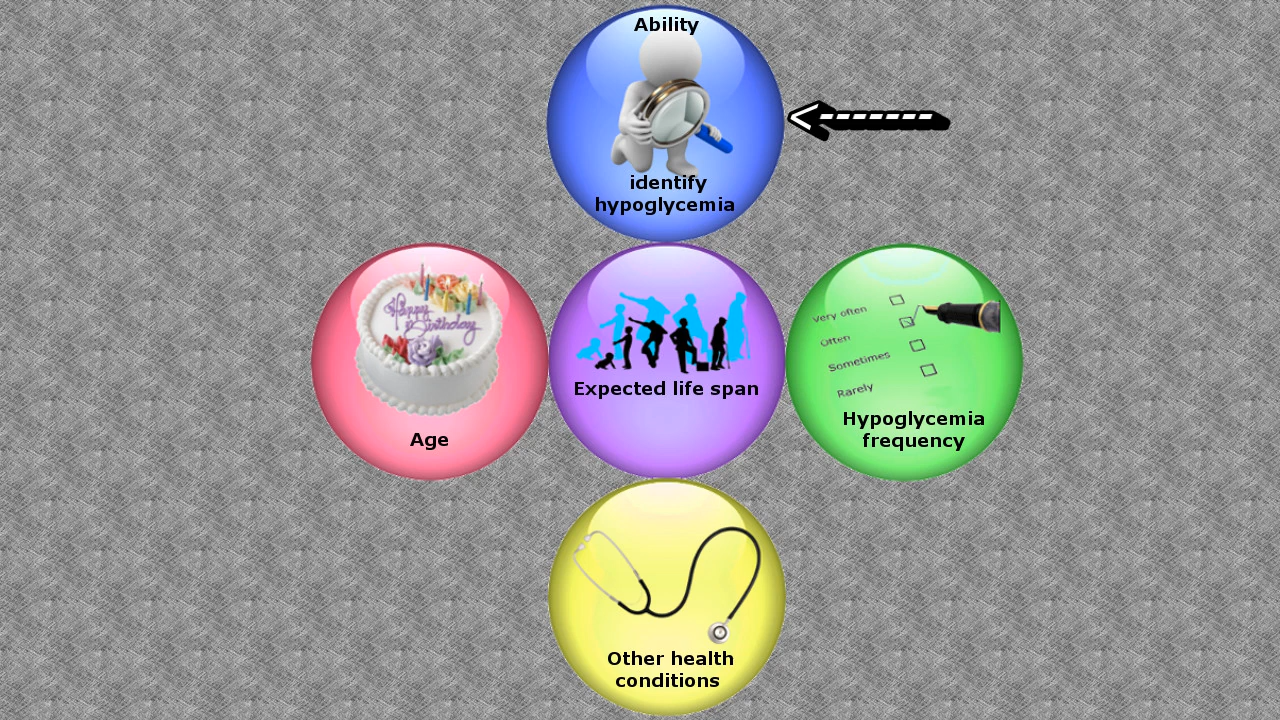 Ability
identify
hypoglycemia
Happy
Birthday
Age
Expected life span
Very often
Often
Sometimes
Rarely
Hypoglycemia
frequency
Other health
conditions